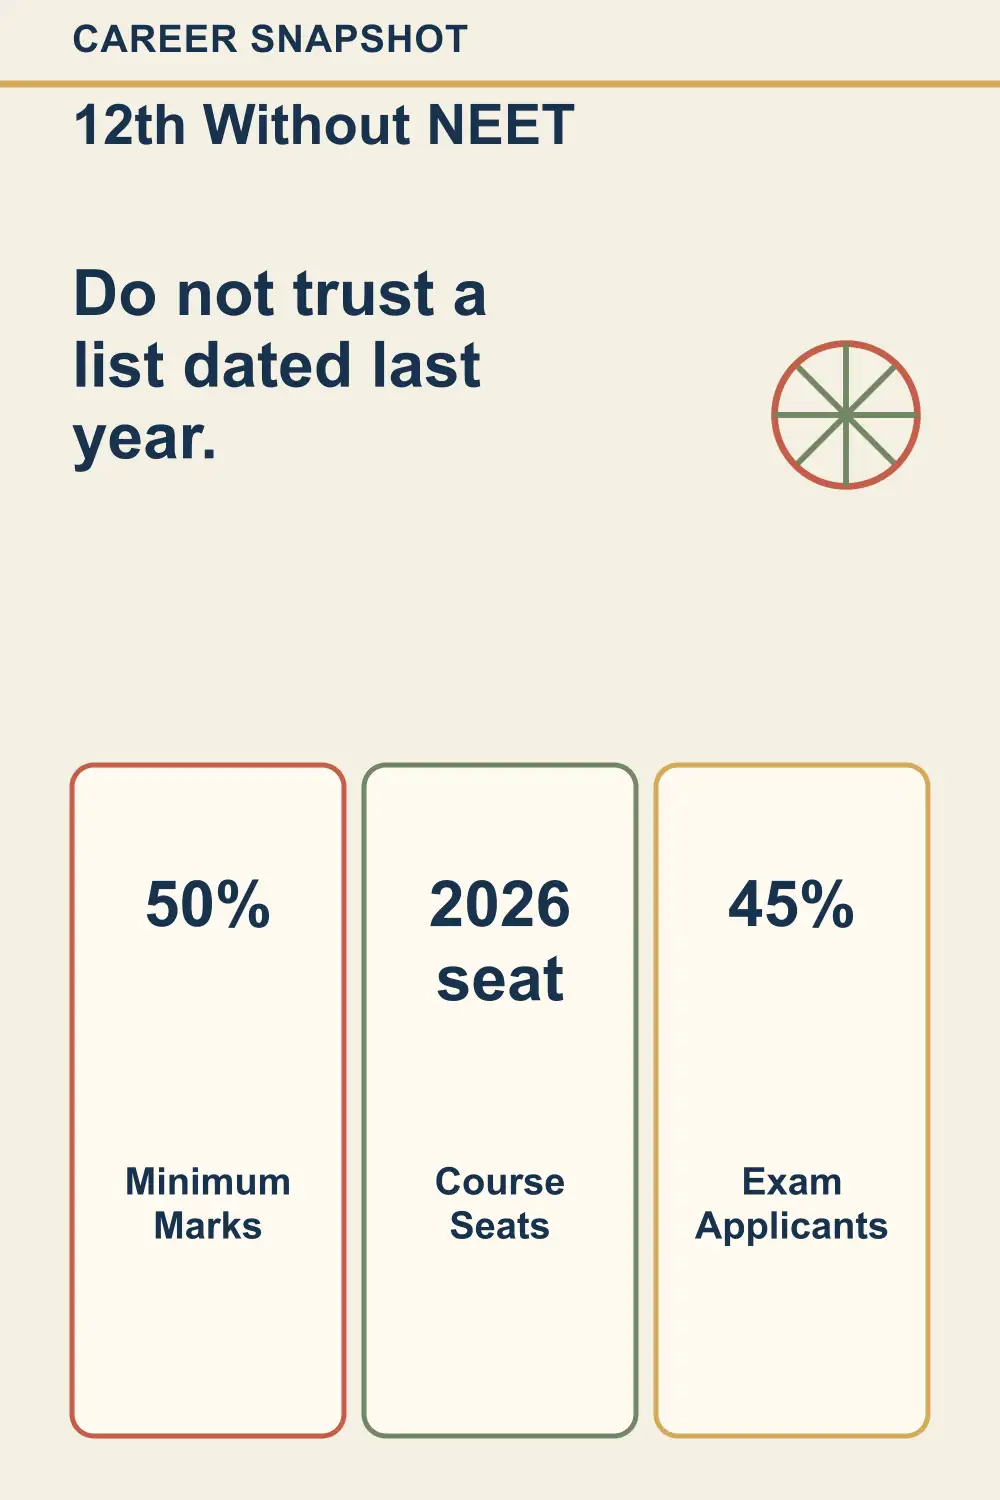 CAREER SNAPSHOT
12th Without NEET
Do not trust a
list dated last
year.
50%
Minimum
Marks
2026
seat
Course
Seats
45%
Exam
Applicants